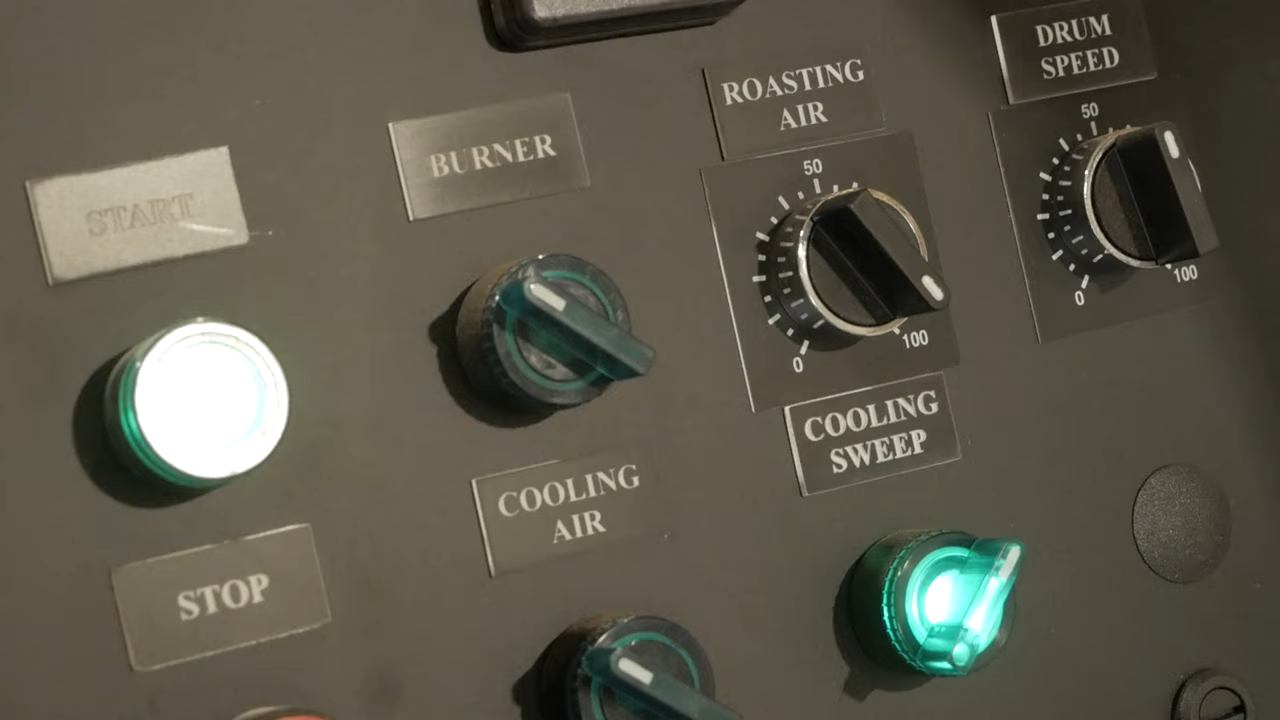 START
BURNER
ROASTING
AIR
50
0
100
DRUM
SPEED
50
0
100
STOP
COOLING
AIR
COOLING
SWEEP